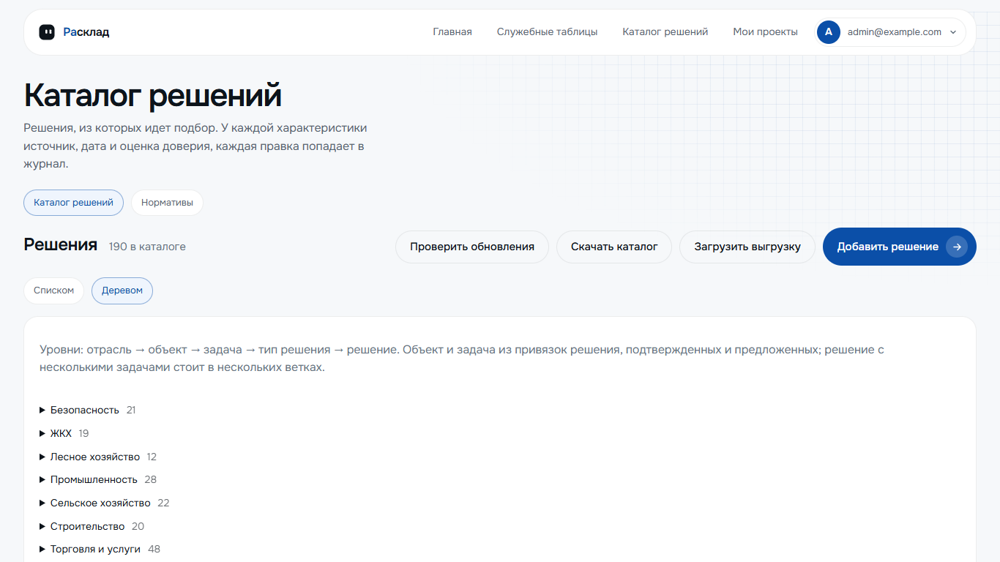 Расклад
Главная
Служебные таблицы
Каталог решений
Мои проекты
A
admin@example.com
Каталог решений
Решения, из которых идет подбор. У каждой характеристики
источник, дата и оценка доверия, каждая правка попадает в
журнал.
Каталог решений
Нормативы
Решения
190 в каталоге
Проверить обновления
Скачать каталог
Загрузить выгрузку
Добавить решение →
Списком
Деревом
Уровни: отрасль → объект → задача → тип решения → решение. Объект и задача из привязок решения, подтвержденных и предложенных; решение с
несколькими задачами стоит в нескольких ветках.
Безопасность 21
ЖКХ 19
Лесное хозяйство 12
Промышленность 28
Сельское хозяйство 22
Строительство 20
Торговля и услуги 48